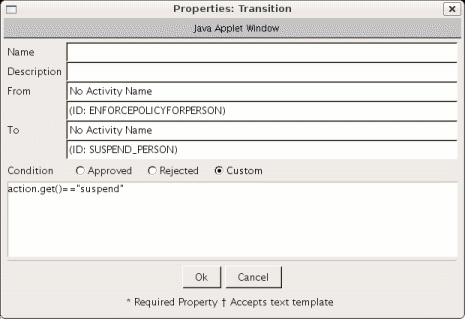 Properties: Transition
Java Applet Window
Name
Description
From No Activity Name
(ID: ENFORCEPOLICYFORPERSON)
To No Activity Name
(ID: SUSPEND_PERSON)
Condition Approved Rejected Custom
action.get()=="suspend"
Ok Cancel
* Required Property † Accepts text template